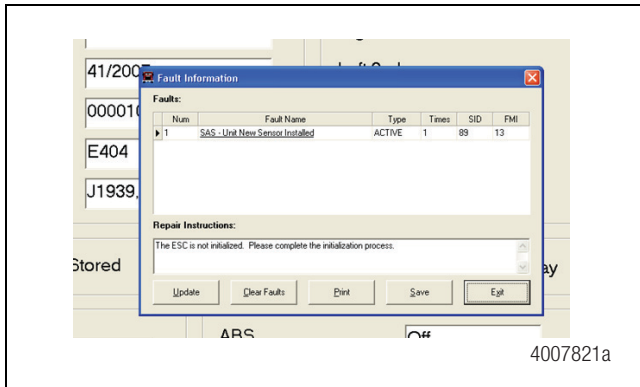 41/2007
Fault Information
Faults:
Num Fault Name Type Times SID FMI
1 SAS - Unit New Sensor Installed ACTIVE 1 89 13
E404
J1939,
Repair Instructions:
The ESC is not initialized. Please complete the initialization process.
Stored
ay
Update Clear Faults Print Save Exit
ABS Off
4007821a